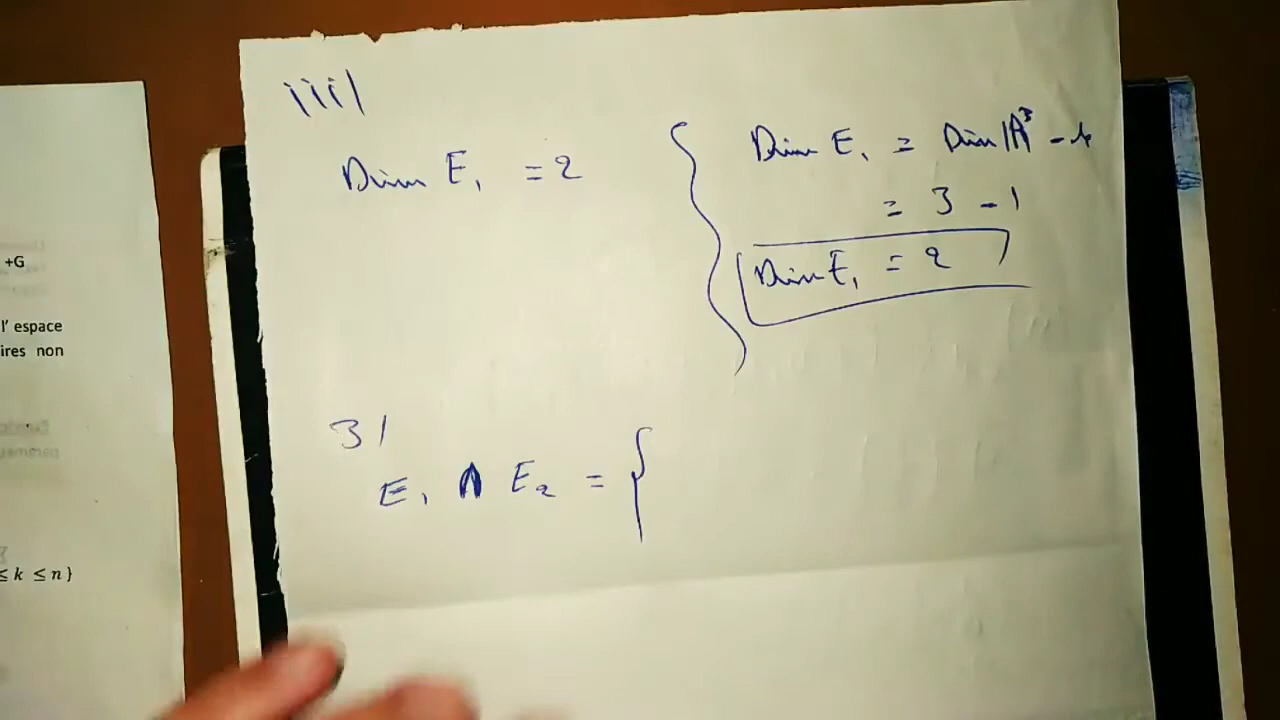 +G
l' espace
ires non
≤ k ≤ n }
iii/
Dim E₁ = 2
Dim E₁ = Dim ℝ³ - 1
= 3 - 1
Dim E₁ = 2
3/
E₁ ∩ E₂ = {